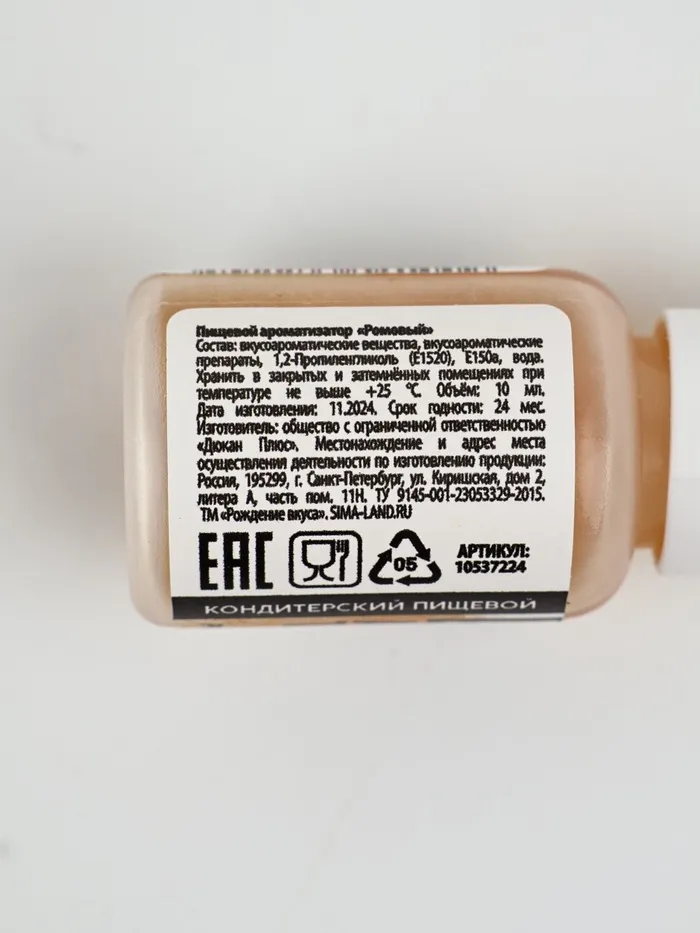 Пищевой ароматизатор «Ромовый»
Состав: вкусоароматические вещества, вкусоароматические
препараты, 1,2-Пропиленгликоль (Е1520), Е150а, вода.
Хранить в закрытых и затемнённых помещениях при
температуре не выше +25 °С. Объём: 10 мл.
Дата изготовления: 11.2024. Срок годности: 24 мес.
Изготовитель: общество с ограниченной ответственностью
«Дюкан Плюс». Местонахождение и адрес места
осуществления деятельности по изготовлению продукции:
Россия, 195299, г. Санкт-Петербург, ул. Киришская, дом 2,
литера А, часть пом. 11Н. ТУ 9145-001-23053329-2015.
ТМ «Рождение вкуса». SIMA-LAND.RU
ЕАС
05
АРТИКУЛ:
10537224
КОНДИТЕРСКИЙ ПИЩЕВОЙ